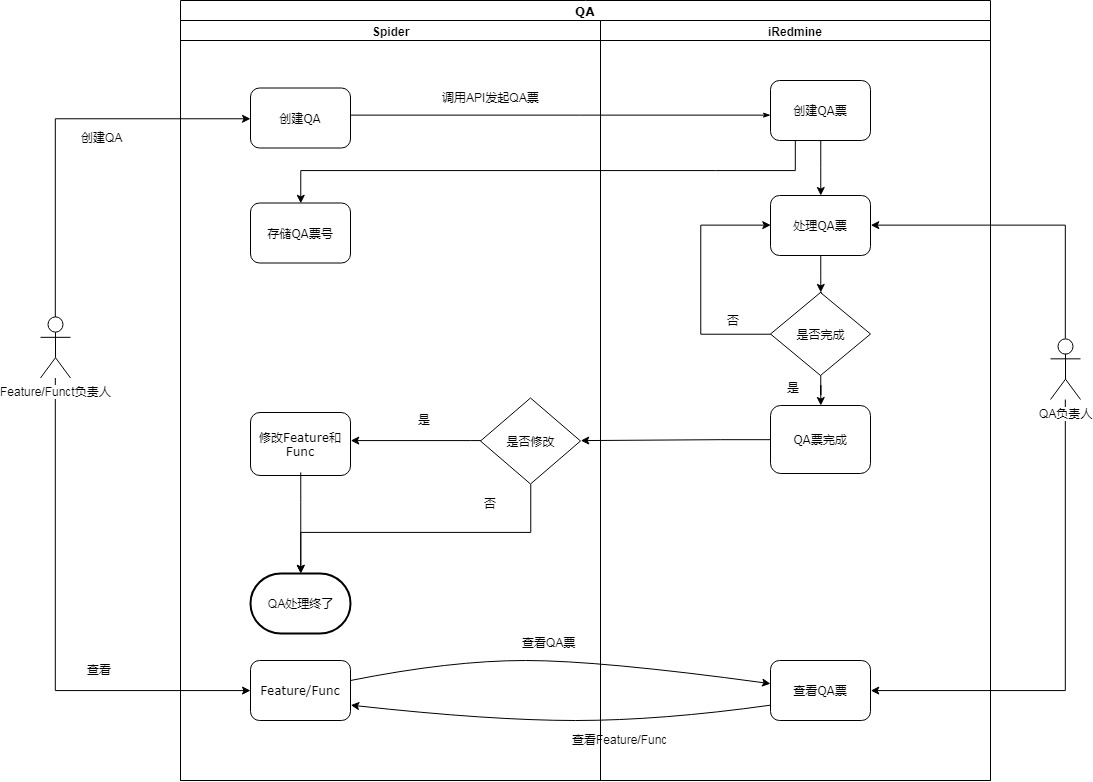 QA
Spider
iRedmine
创建QA
调用API发起QA票
创建QA票
创建QA
存储QA票号
处理QA票
否
是否完成
Feature/Funct负责人
是
QA负责人
修改Feature和
Func
是
是否修改
QA票完成
否
QA处理终了
查看QA票
查看
Feature/Func
查看QA票
查看Feature/Func